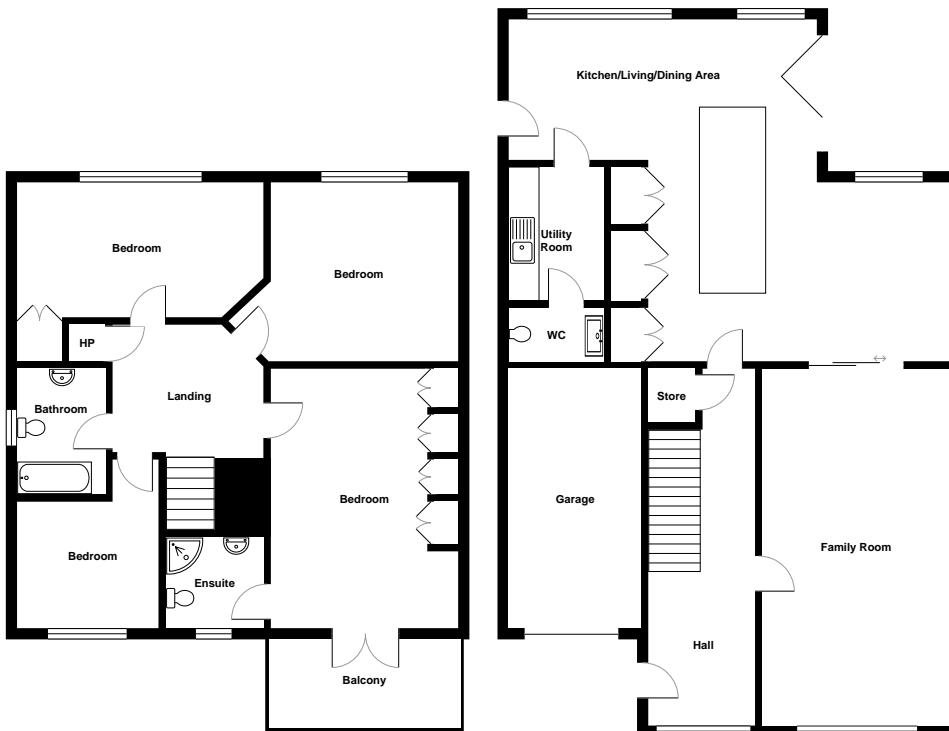 Kitchen/Living/Dining Area
Bedroom
Bedroom
Utility
Room
HP
WC
Landing
Store
Bathroom
Bedroom
Garage
Bedroom
Family Room
Ensuite
Hall
Balcony